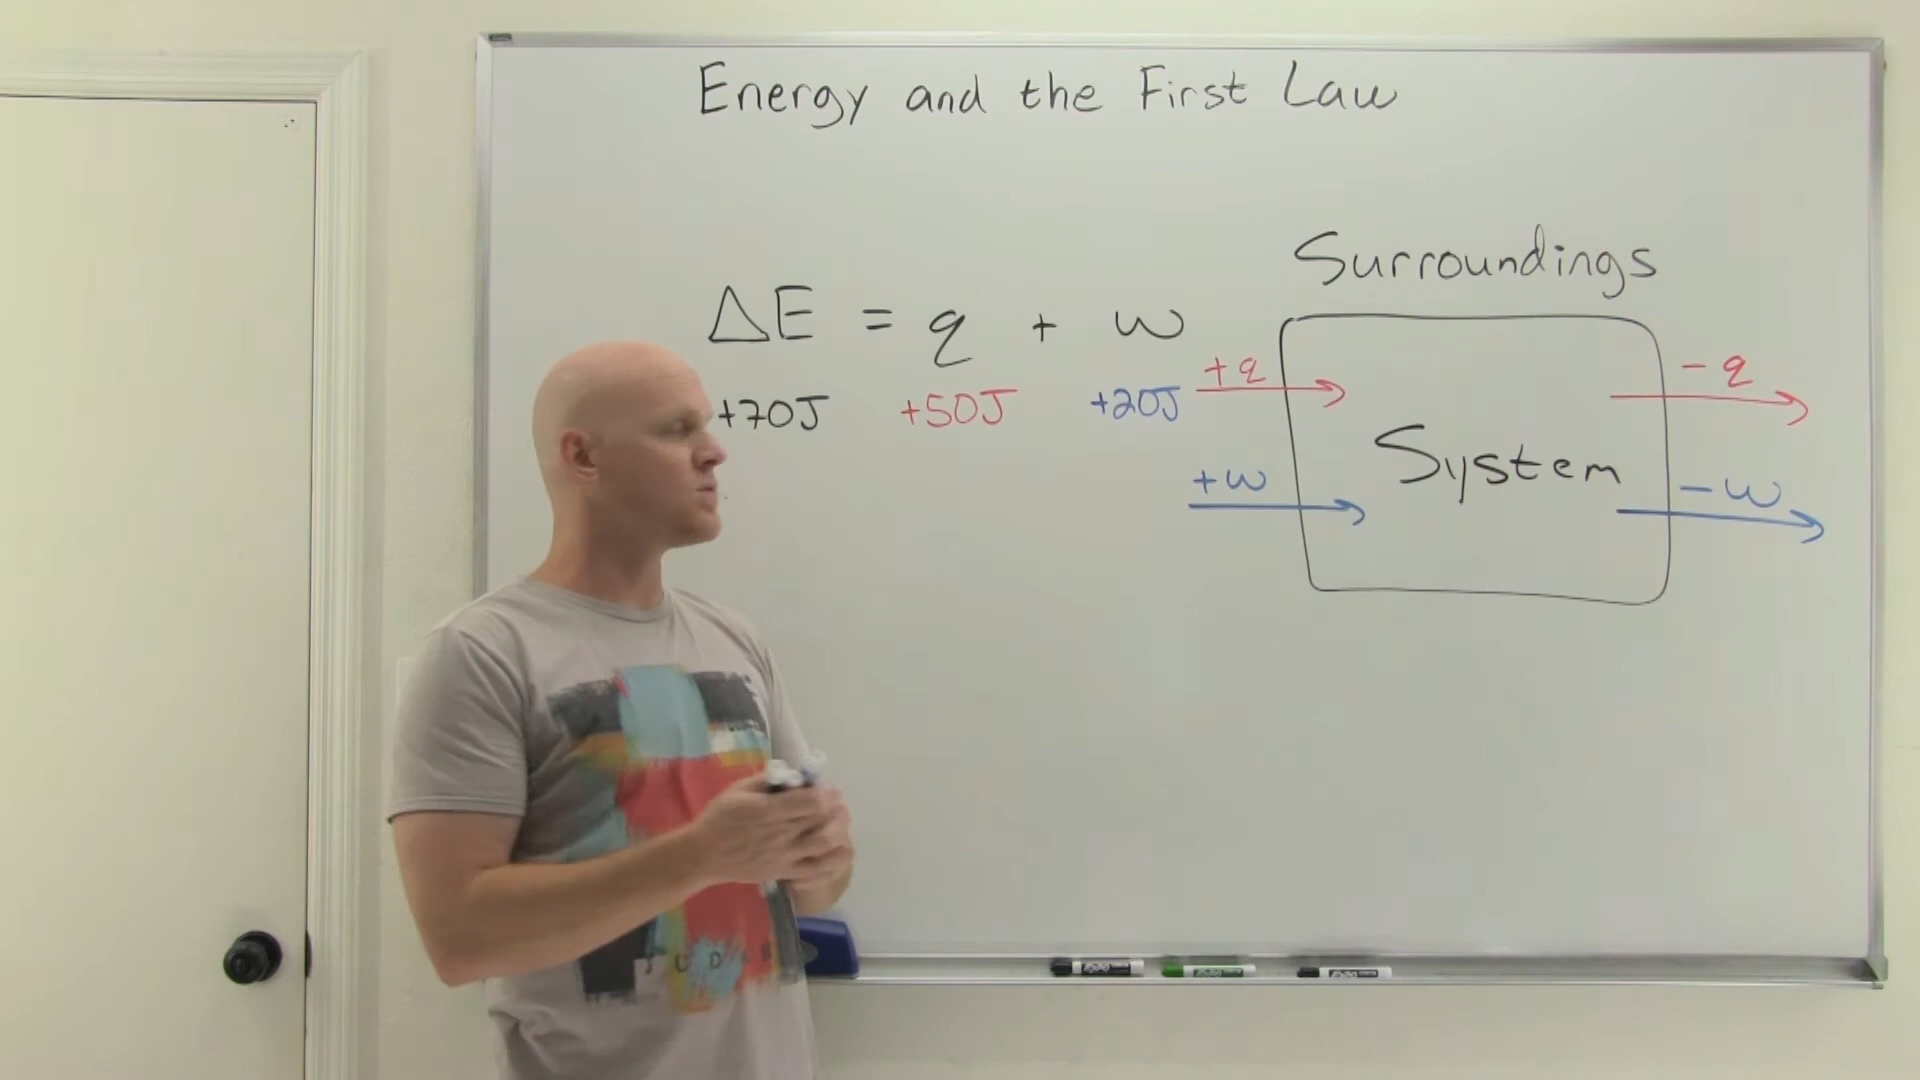 Energy and the First Law
Surroundings
ΔE = q + w
+70J +50J +20J
+q
-q
System
+w
-w